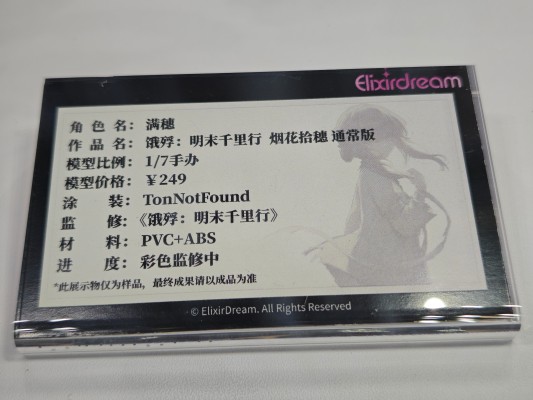 Elixirdream
角色名：满穗
作品名：饿殍：明末千里行 烟花拾穗 通常版
模型比例：1/7手办
模型价格：￥249
涂装：TonNotFound
监修：《饿殍：明末千里行》
材料：PVC+ABS
进度：彩色监修中
*此展示物仅为样品，最终成果请以成品为准
© ElixirDream. All Rights Reserved